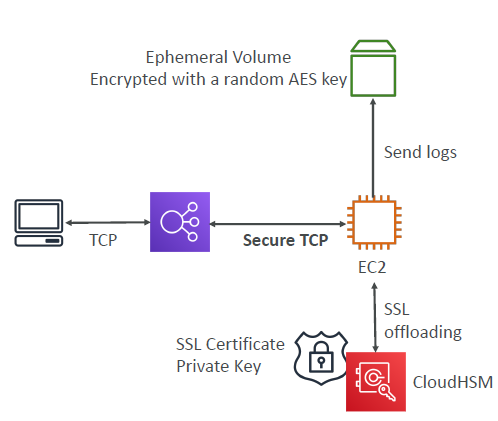 Ephemeral Volume
Encrypted with a random AES key
Send logs
TCP
Secure TCP
EC2
SSL
offloading
SSL Certificate
Private Key
CloudHSM